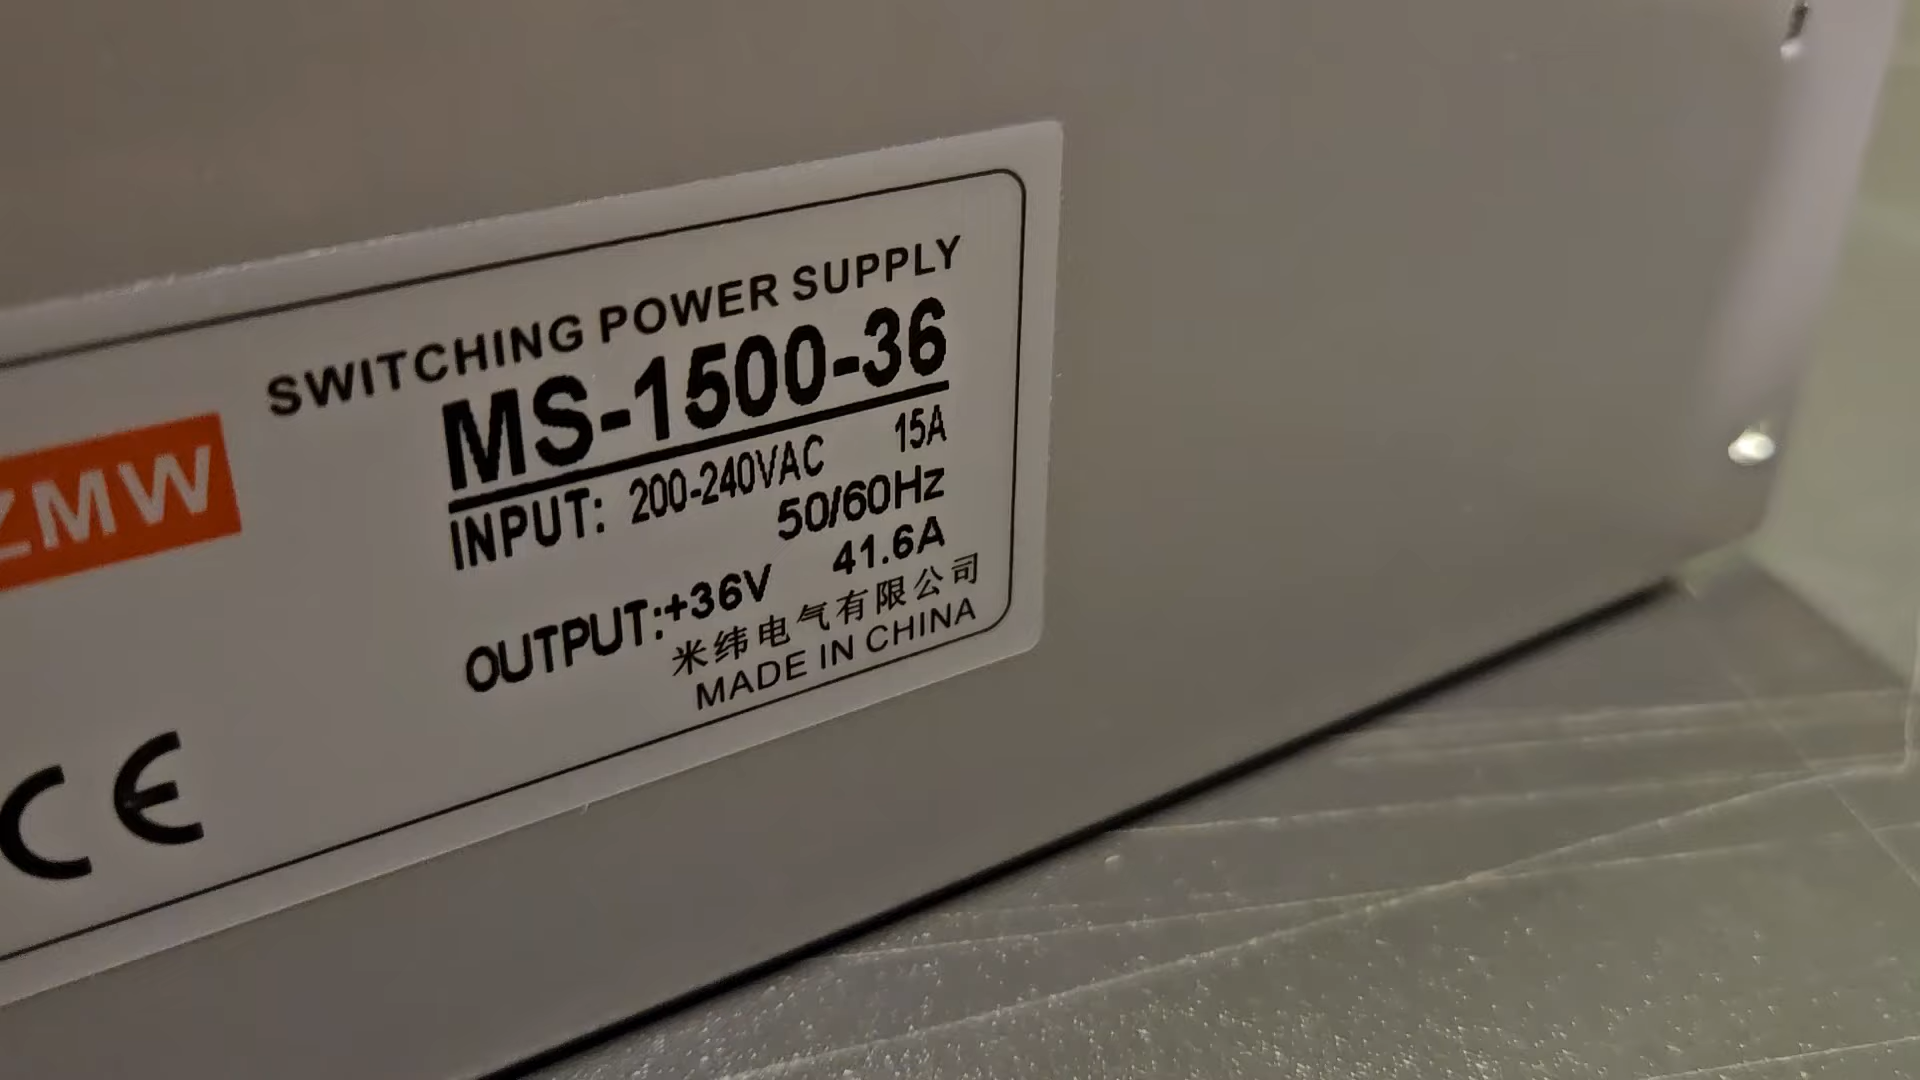 SWITCHING POWER SUPPLY
MS-1500-36
ZMW
INPUT: 200-240VAC 15A
50/60Hz
OUTPUT:+36V 41.6A
米纬电气有限公司
MADE IN CHINA
CE